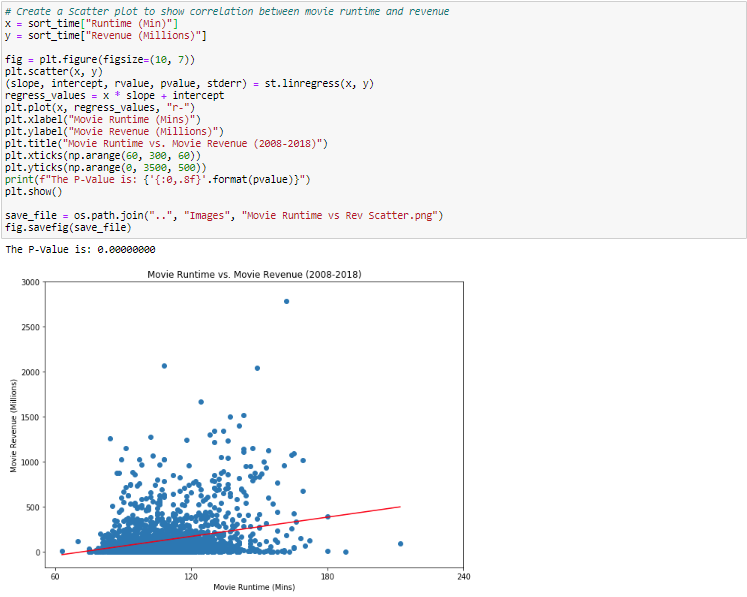 # Create a Scatter plot to show correlation between movie runtime and revenue
x = sort_time["Runtime (Min)"]
y = sort_time["Revenue (Millions)"]
fig = plt.figure(figsize=(10, 7))
plt.scatter(x, y)
(slope, intercept, rvalue, pvalue, stderr) = st.linregress(x, y)
regress_values = x * slope + intercept
plt.plot(x, regress_values, "r-")
plt.xlabel("Movie Runtime (Mins)")
plt.ylabel("Movie Revenue (Millions)")
plt.title("Movie Runtime vs. Movie Revenue (2008-2018)")
plt.xticks(np.arange(60, 300, 60))
plt.yticks(np.arange(0, 3500, 500))
print(f"The P-Value is: {'{:0,.8f}'.format(pvalue)}")
plt.show()
save_file = os.path.join("..", "Images", "Movie Runtime vs Rev Scatter.png")
fig.savefig(save_file)
The P-Value is: 0.00000000
Movie Runtime vs. Movie Revenue (2008-2018)
3000
2500
2000
1500
1000
500
0
Movie Revenue (Millions)
60 120 180 240
Movie Runtime (Mins)